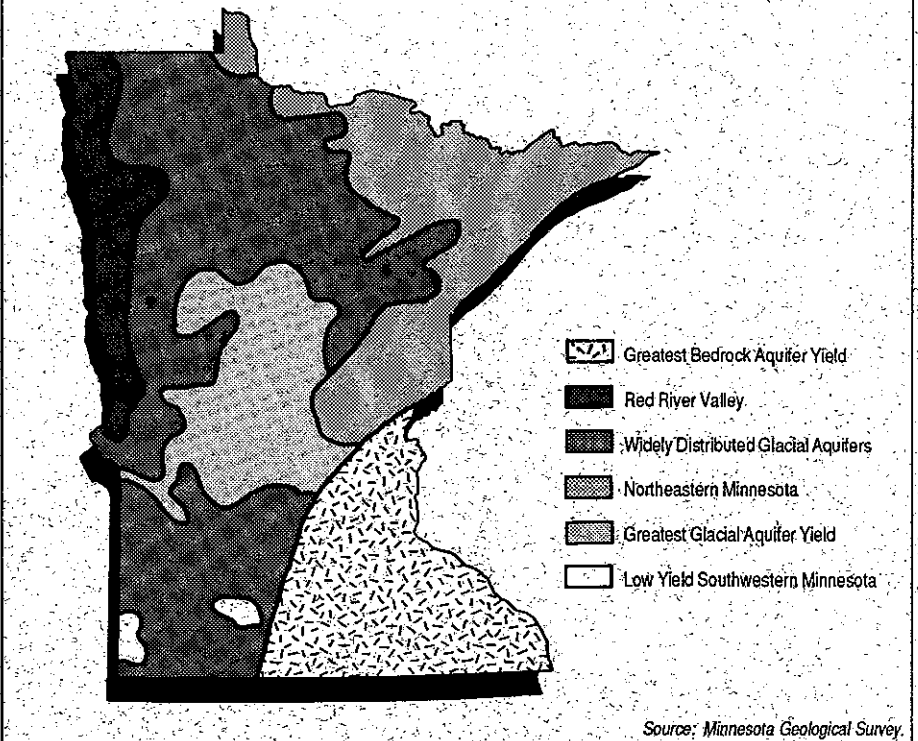 Greatest Bedrock Aquifer Yield
Red River Valley
Widely Distributed Glacial Aquifers
Northeastern Minnesota
Greatest Glacial Aquifer Yield
Low Yield Southwestern Minnesota
Source: Minnesota Geological Survey